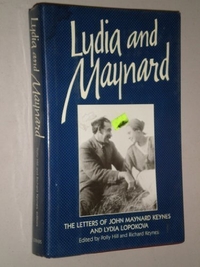 Lydia and
Maynard
THE LETTERS OF JOHN MAYNARD KEYNES
AND LYDIA LOPOKOVA
Edited by Polly Hill and Richard Keynes
Lydia and Maynard